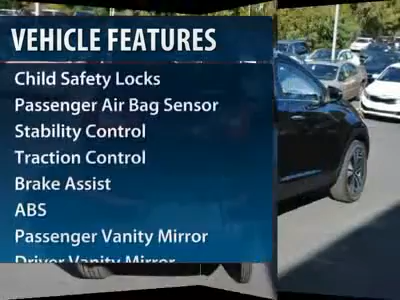 VEHICLE FEATURES
Child Safety Locks
Passenger Air Bag Sensor
Stability Control
Traction Control
Brake Assist
ABS
Passenger Vanity Mirror
Driver Vanity Mirror